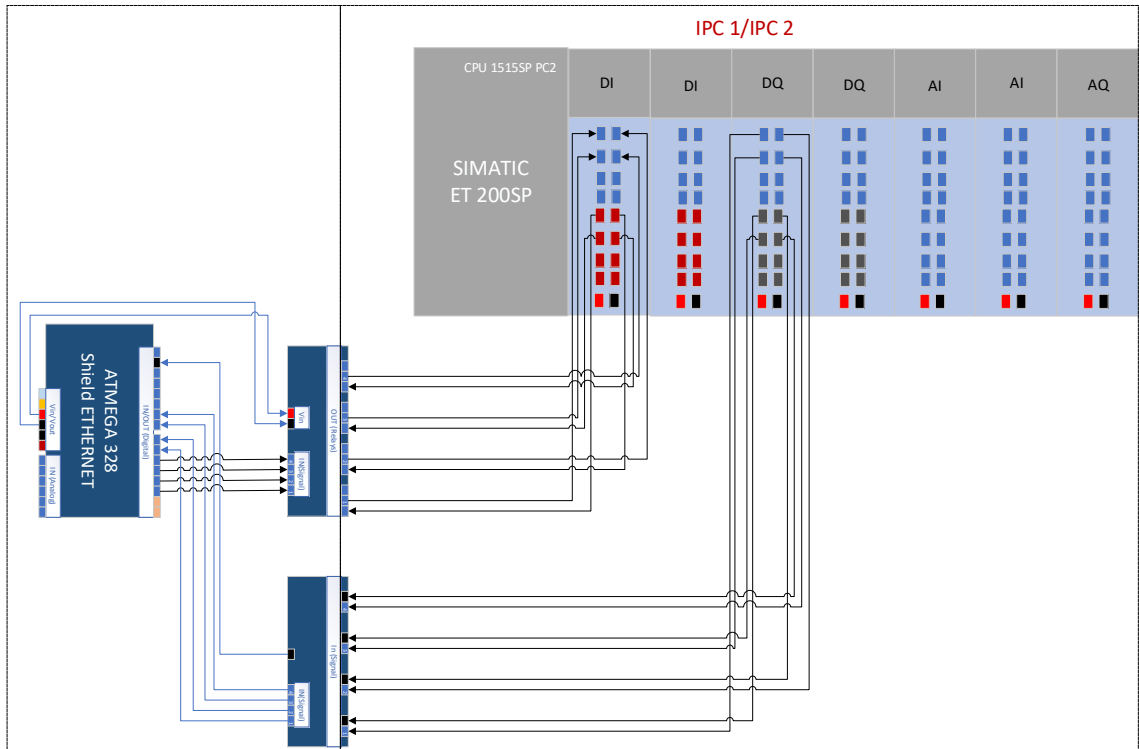 IPC 1/IPC 2
CPU 1515SP PC2
DI
DI
DQ
DQ
AI
AI
AQ
SIMATIC
ET 200SP
ATMEGA 328
Shield ETHERNET
Vin/Vout
IN (Analog)
IN/OUT (Digital)
Vin
IN(Signal)
OUT (Relays)
In (Signal)
IN(Signal)